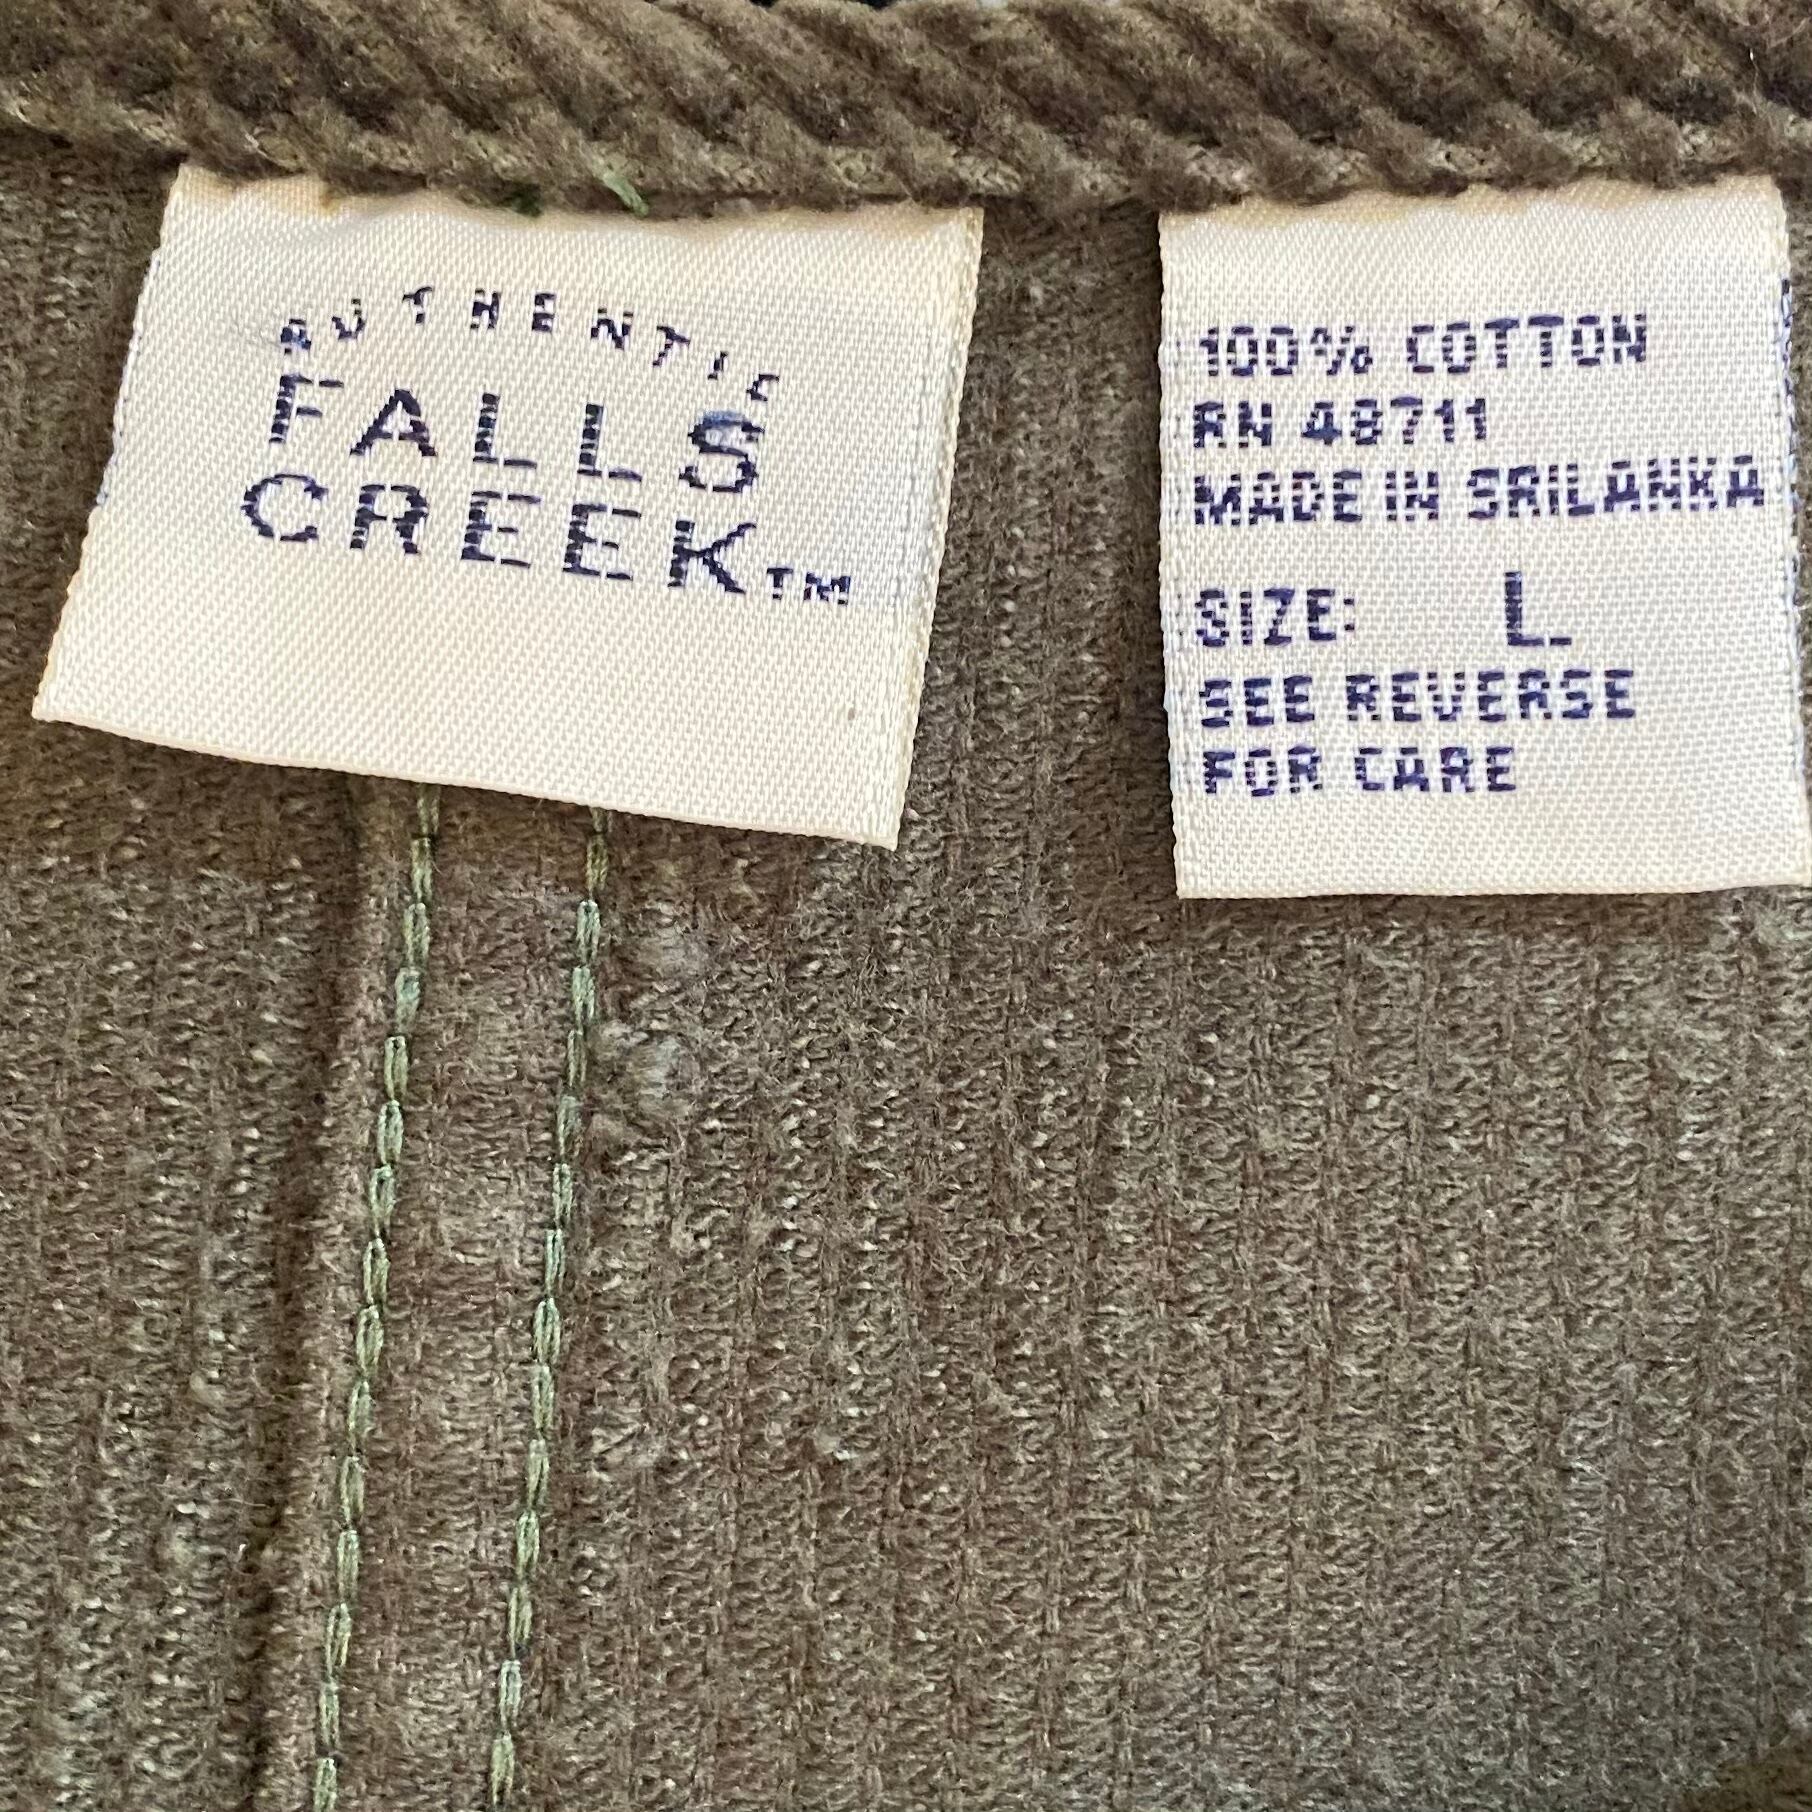 AUTHENTIC
FALLS
CREEK™
100% COTTON
RN 48711
MADE IN SRILANKA
SIZE: L
SEE REVERSE
FOR CARE